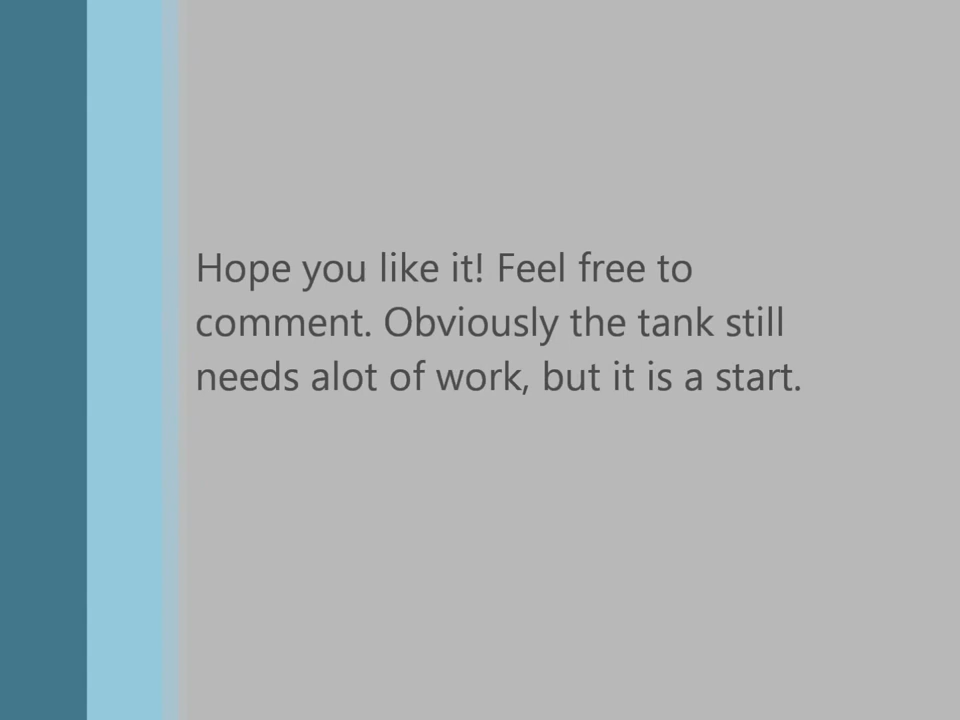 Hope you like it! Feel free to
comment. Obviously the tank still
needs alot of work, but it is a start.